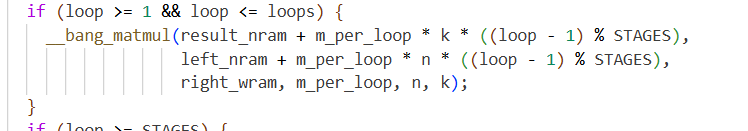 if (loop >= 1 && loop <= loops) {
__bang_matmul(result_nram + m_per_loop * k * ((loop - 1) % STAGES),
left_nram + m_per_loop * n * ((loop - 1) % STAGES),
right_wram, m_per_loop, n, k);
}
if (loop >= STAGES) {